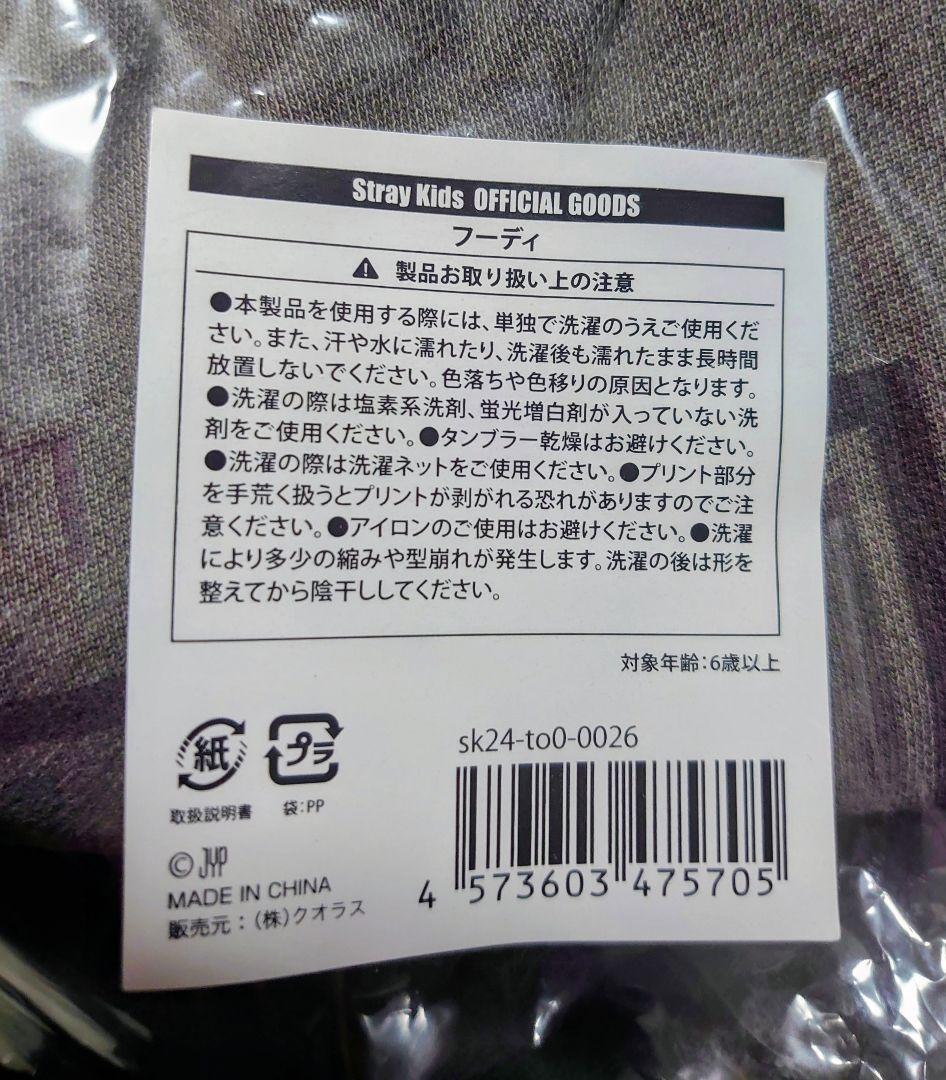 Stray Kids OFFICIAL GOODS
フーディ
製品お取り扱い上の注意
●本製品を使用する際には、単独で洗濯のうえご使用くだ
さい。また、汗や水に濡れたり、洗濯後も濡れたまま長時間
放置しないでください。色落ちや色移りの原因となります。
●洗濯の際は塩素系洗剤、蛍光増白剤が入っていない洗
剤をご使用ください。●タンブラー乾燥はお避けください。
●洗濯の際は洗濯ネットをご使用ください。●プリント部分
を手荒く扱うとプリントが剥がれる恐れがありますのでご注
意ください。●アイロンのご使用はお避けください。●洗濯
により多少の縮みや型崩れが発生します。洗濯の後は形を
整えてから陰干ししてください。
対象年齢:6歳以上
紙
プラ
取扱説明書
袋:PP
sk24-to0-0026
© JYP
MADE IN CHINA
販売元:(株)クオラス
4 573603 475705